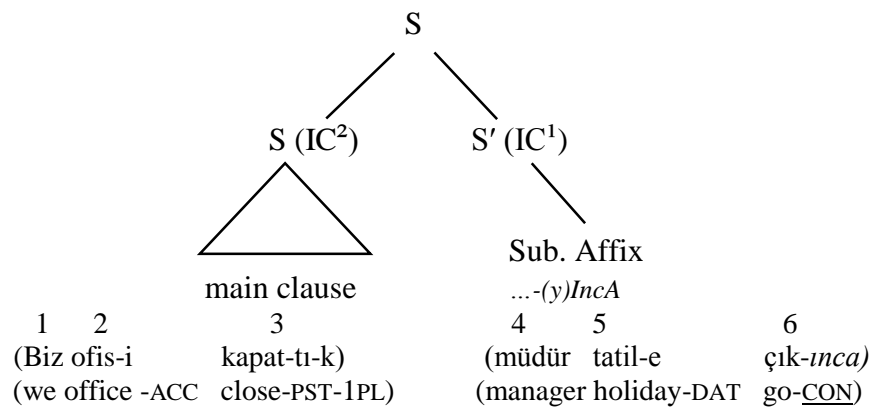 S
S (IC²) S′ (IC¹)
Sub. Affix
main clause ...-(y)IncA
1 2 3 4 5 6
(Biz ofis-i kapat-tı-k) (müdür tatil-e çık-ınca)
(we office -ACC close-PST-1PL) (manager holiday-DAT go-CON)